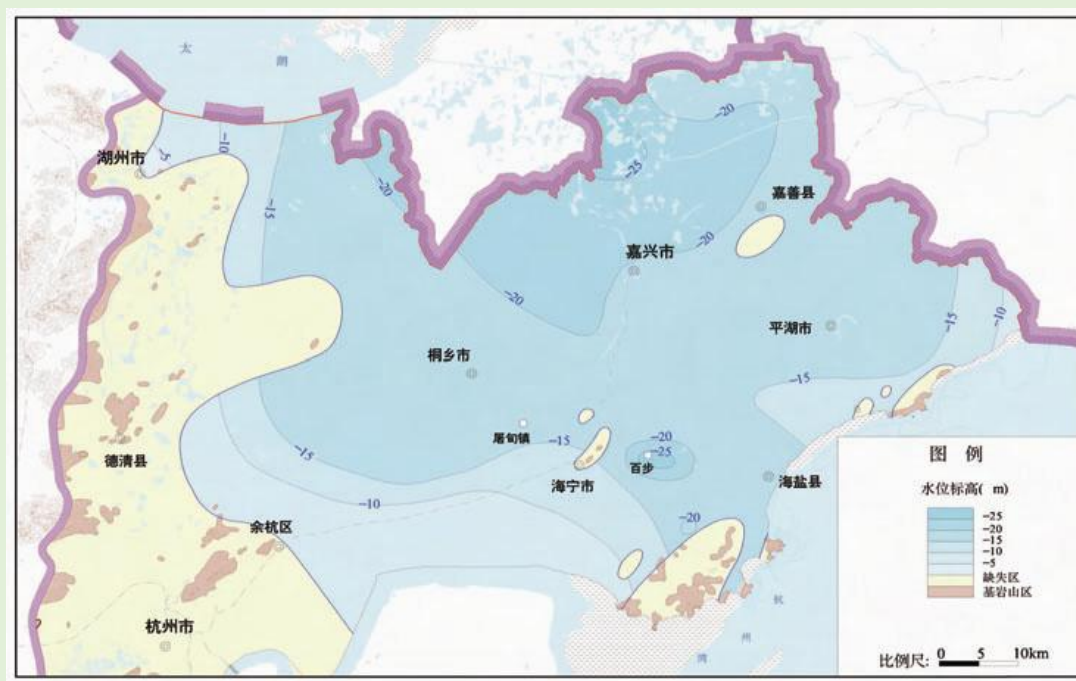 太
湖
湖州市
-5
-10
-15
-20
-20
-25
嘉善县
-20
嘉兴市
-20
平湖市
-15
-10
桐乡市
-15
屠甸镇
-15
-20
-25
百步
海宁市
海盐县
德清县
-15
-10
余杭区
-20
杭州市
杭
州
湾
图 例
水位标高( m)
-25
-20
-15
-10
-5
缺失区
基岩山区
比例尺: 0 5 10km